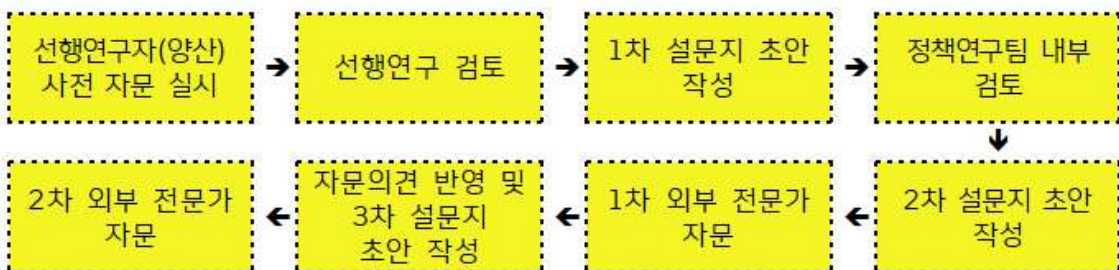 선행연구자(양산)
사전 자문 실시
➔
선행연구 검토
➔
1차 설문지 초안
작성
➔
정책연구팀 내부
검토
➔
2차 설문지 초안
작성
➔
1차 외부 전문가
자문
➔
자문의견 반영 및
3차 설문지
초안 작성
➔
2차 외부 전문가
자문